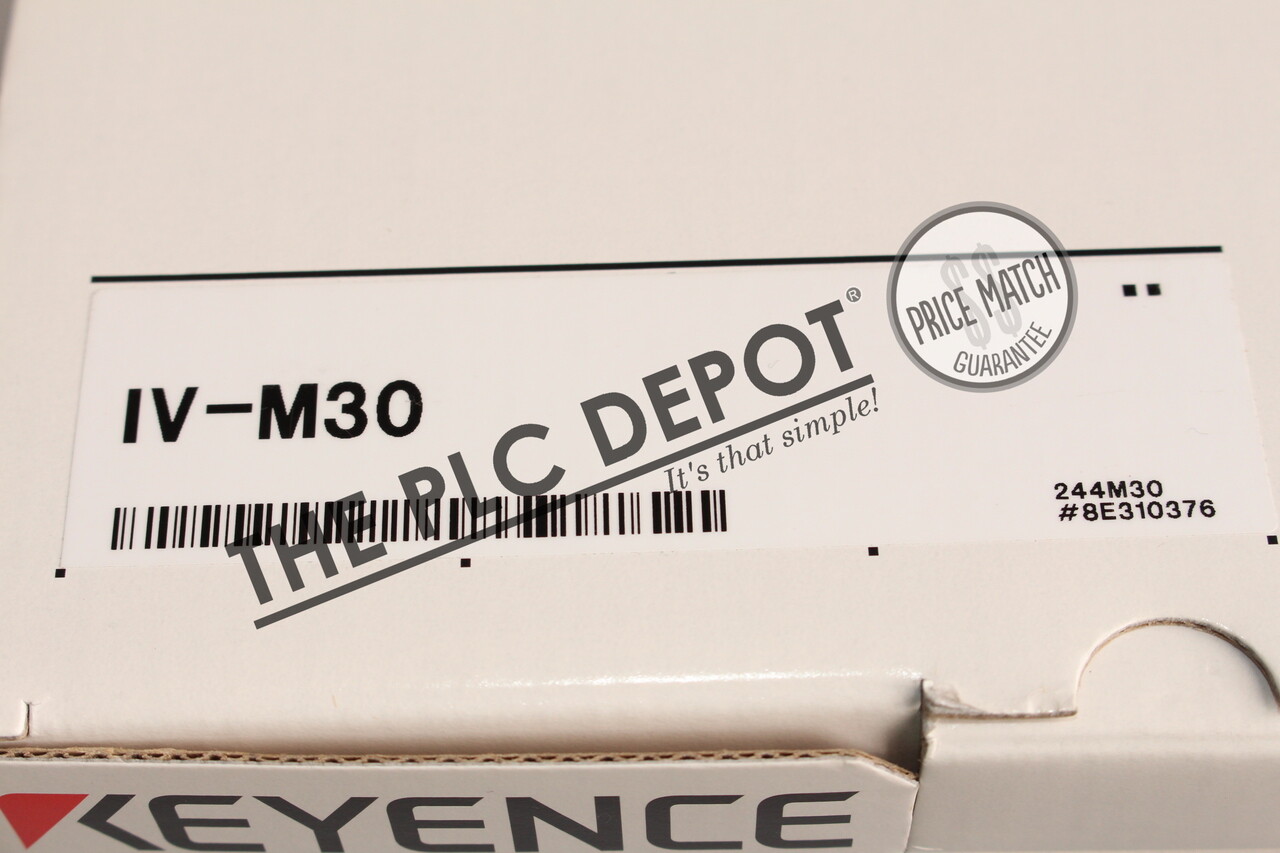 IV-M30
244M30
#8E310376
THE PLC DEPOT®
It's that simple!
$$
PRICE MATCH
GUARANTEE
KEYENCE